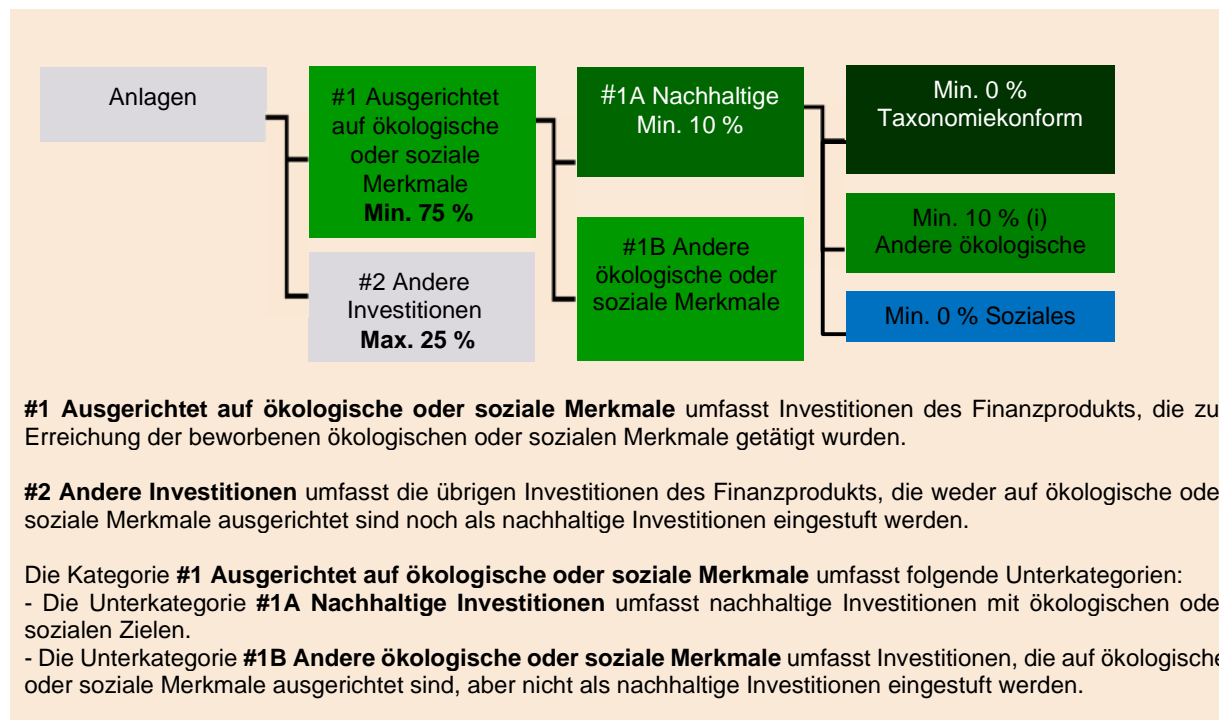 Anlagen
#1 Ausgerichtet
auf ökologische
oder soziale
Merkmale
Min. 75 %
#2 Andere
Investitionen
Max. 25 %
#1A Nachhaltige
Min. 10 %
#1B Andere
ökologische oder
soziale Merkmale
Min. 0 %
Taxonomiekonform
Min. 10 % (i)
Andere ökologische
Min. 0 % Soziales
#1 Ausgerichtet auf ökologische oder soziale Merkmale umfasst Investitionen des Finanzprodukts, die zu
Erreichung der beworbenen ökologischen oder sozialen Merkmale getätigt wurden.
#2 Andere Investitionen umfasst die übrigen Investitionen des Finanzprodukts, die weder auf ökologische ode
soziale Merkmale ausgerichtet sind noch als nachhaltige Investitionen eingestuft werden.
Die Kategorie #1 Ausgerichtet auf ökologische oder soziale Merkmale umfasst folgende Unterkategorien:
- Die Unterkategorie #1A Nachhaltige Investitionen umfasst nachhaltige Investitionen mit ökologischen ode
sozialen Zielen.
- Die Unterkategorie #1B Andere ökologische oder soziale Merkmale umfasst Investitionen, die auf ökologische
oder soziale Merkmale ausgerichtet sind, aber nicht als nachhaltige Investitionen eingestuft werden.